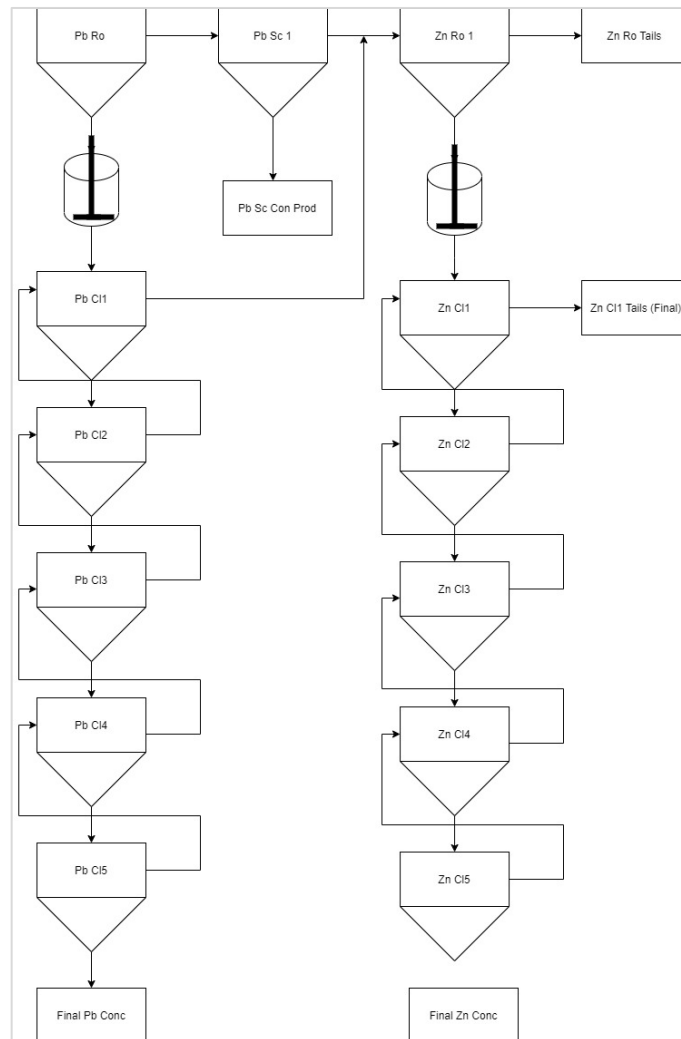 Pb Ro
Pb Sc 1
Zn Ro 1
Zn Ro Tails
Pb Sc Con Prod
Pb Cl1
Zn Cl1
Zn Cl1 Tails (Final)
Pb Cl2
Zn Cl2
Pb Cl3
Zn Cl3
Pb Cl4
Zn Cl4
Pb Cl5
Zn Cl5
Final Pb Conc
Final Zn Conc